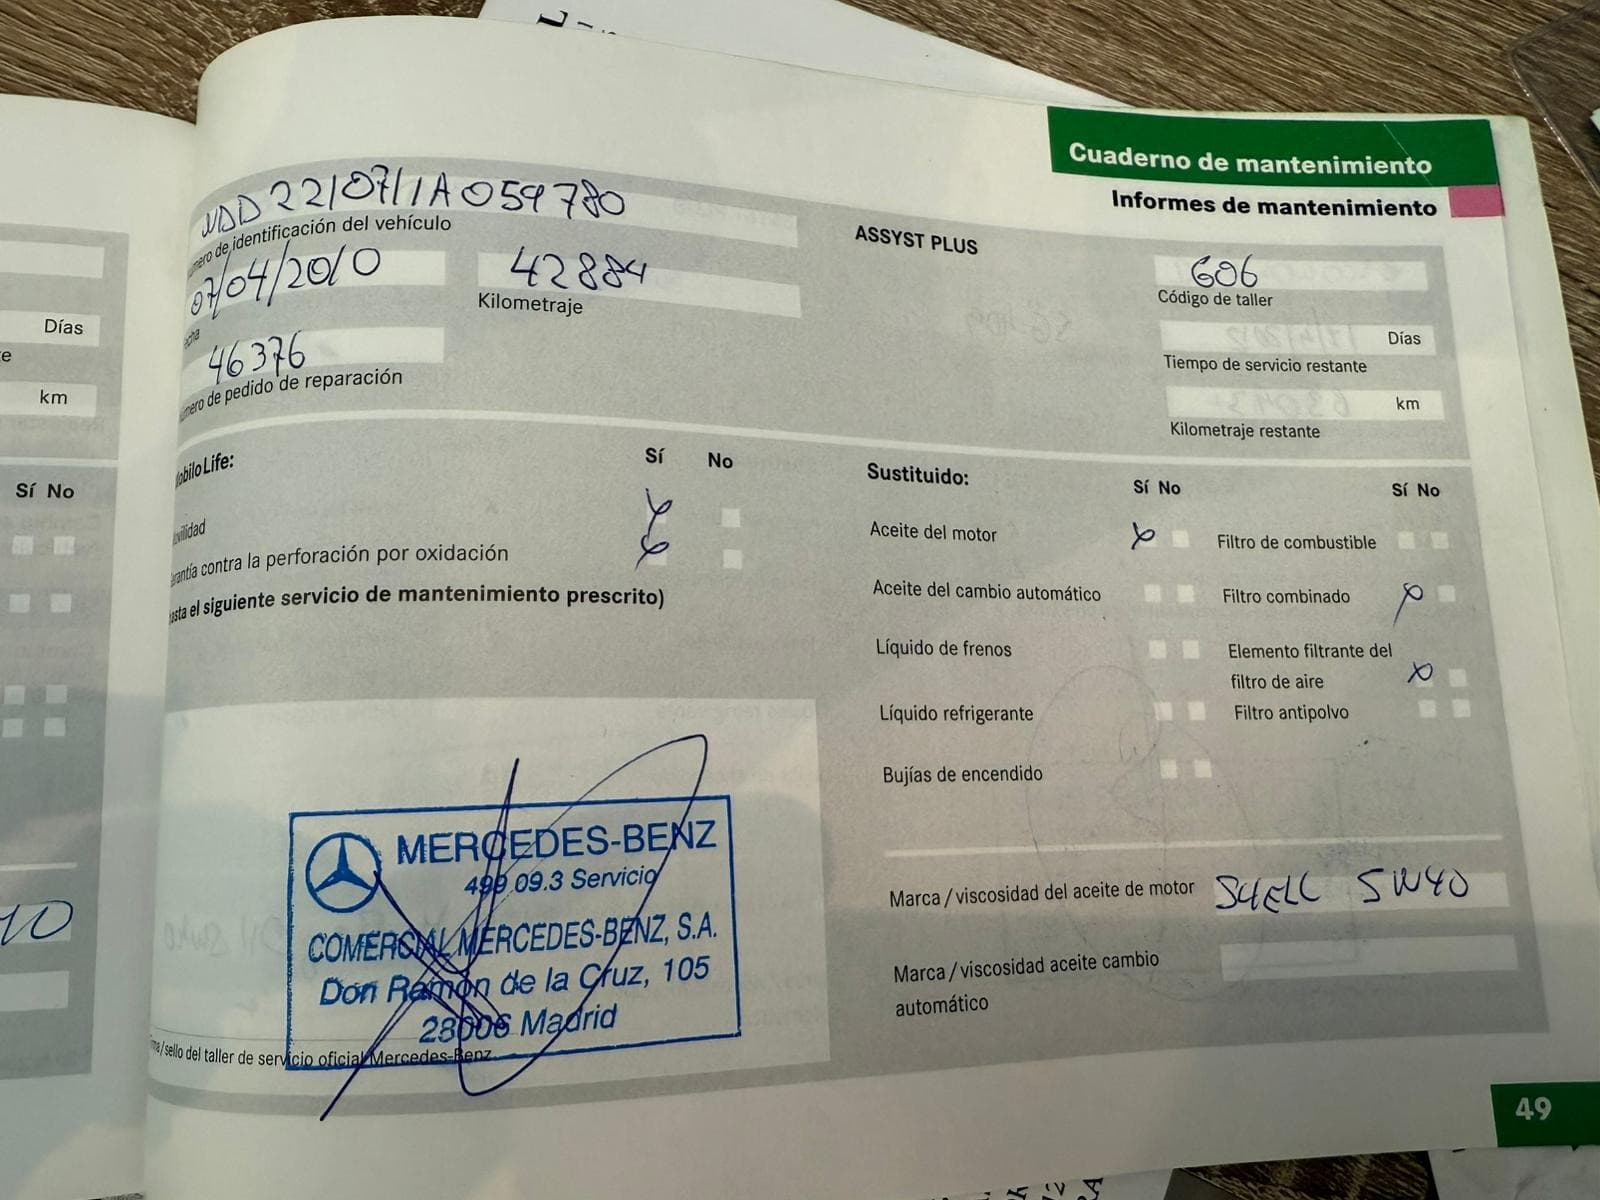 Cuaderno de mantenimiento
Informes de mantenimiento
WDD 221071 1A 059780
Número de identificación del vehículo
07/04/2010
Fecha
42884
Kilometraje
46376
Número de pedido de reparación
ASSYST PLUS
606
Código de taller
Días
Tiempo de servicio restante
km
Kilometraje restante
Días
km
Sí No
MobiloLife:
Sí No
Movilidad
Garantía contra la perforación por oxidación
(hasta el siguiente servicio de mantenimiento prescrito)
Sustituido:
Sí No
Sí No
Aceite del motor
Filtro de combustible
Aceite del cambio automático
Filtro combinado
Líquido de frenos
Elemento filtrante del
filtro de aire
Líquido refrigerante
Filtro antipolvo
Bujías de encendido
Marca / viscosidad del aceite de motor
SHELL 5W40
Marca / viscosidad aceite cambio
automático
MERCEDES-BENZ
499.09.3 Servicio
COMERCIAL MERCEDES-BENZ, S.A.
Don Ramón de la Cruz, 105
28006 Madrid
Firma/sello del taller de servicio oficial Mercedes-Benz
49